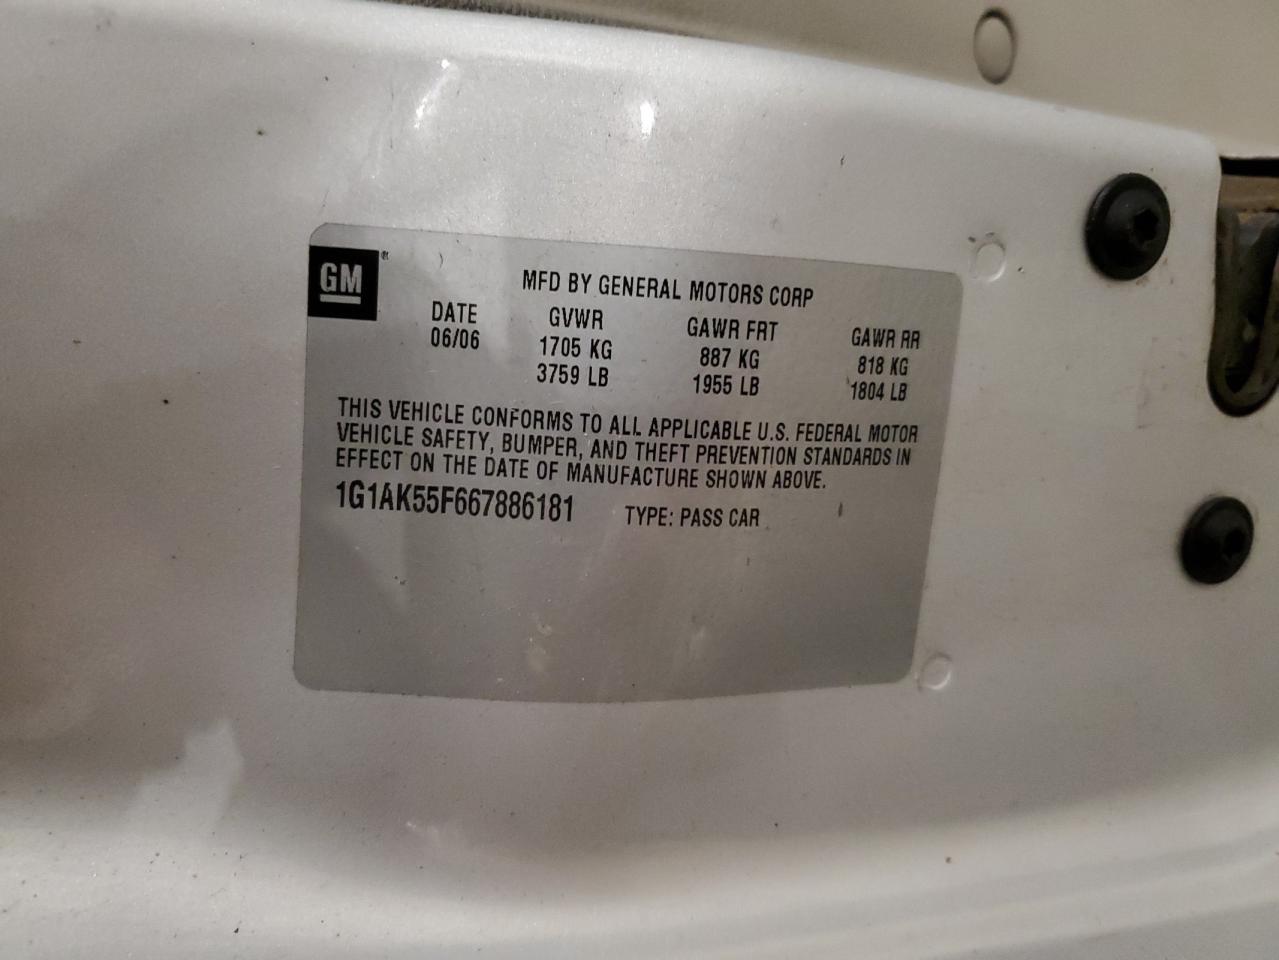 GM ®
MFD BY GENERAL MOTORS CORP
DATE GVWR GAWR FRT GAWR RR
06/06 1705 KG 887 KG 818 KG
3759 LB 1955 LB 1804 LB
THIS VEHICLE CONFORMS TO ALL APPLICABLE U.S. FEDERAL MOTOR
VEHICLE SAFETY, BUMPER, AND THEFT PREVENTION STANDARDS IN
EFFECT ON THE DATE OF MANUFACTURE SHOWN ABOVE.
1G1AK55F667886181 TYPE: PASS CAR